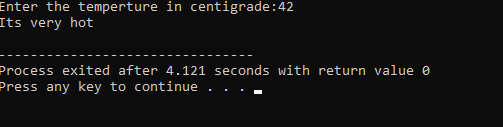 Enter the temperture in centigrade:42
Its very hot
--------------------------------
Process exited after 4.121 seconds with return value 0
Press any key to continue . . .